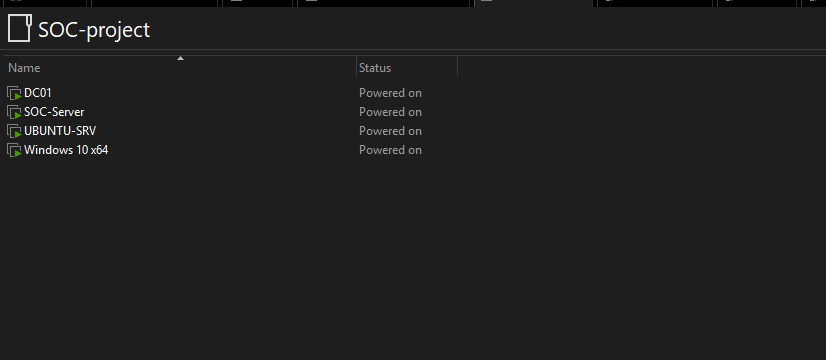 SOC-project
Name Status
DC01 Powered on
SOC-Server Powered on
UBUNTU-SRV Powered on
Windows 10 x64 Powered on